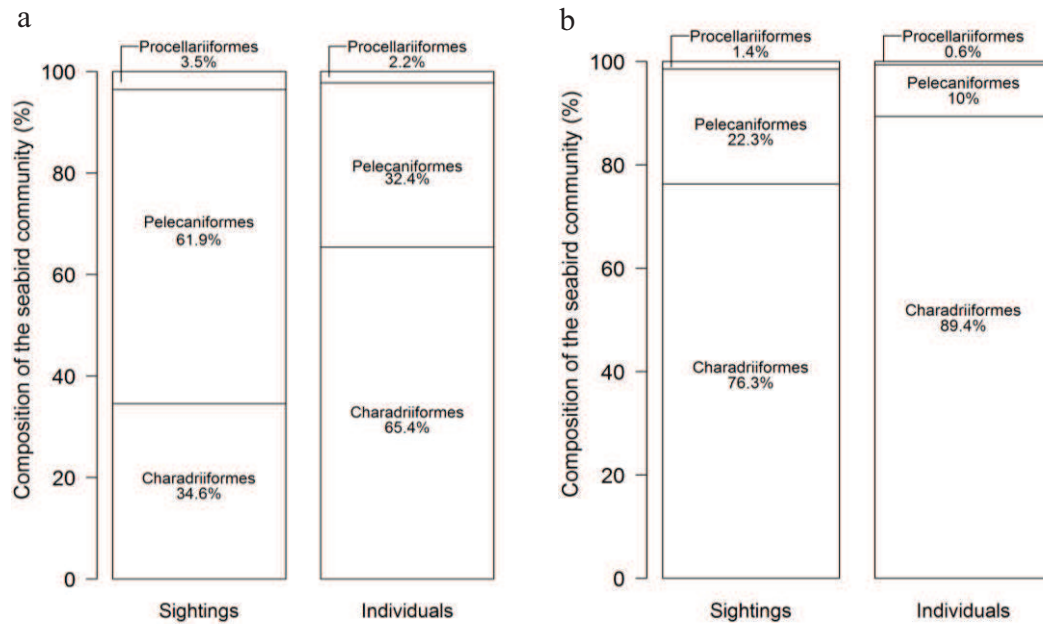 a
Composition of the seabird community (%)
100
80
60
40
20
0
Procellariiformes
3.5%
Pelecaniformes
61.9%
Charadriiformes
34.6%
Sightings
Procellariiformes
2.2%
Pelecaniformes
32.4%
Charadriiformes
65.4%
Individuals
b
Composition of the seabird community (%)
100
80
60
40
20
0
Procellariiformes
1.4%
Pelecaniformes
22.3%
Charadriiformes
76.3%
Sightings
Procellariiformes
0.6%
Pelecaniformes
10%
Charadriiformes
89.4%
Individuals